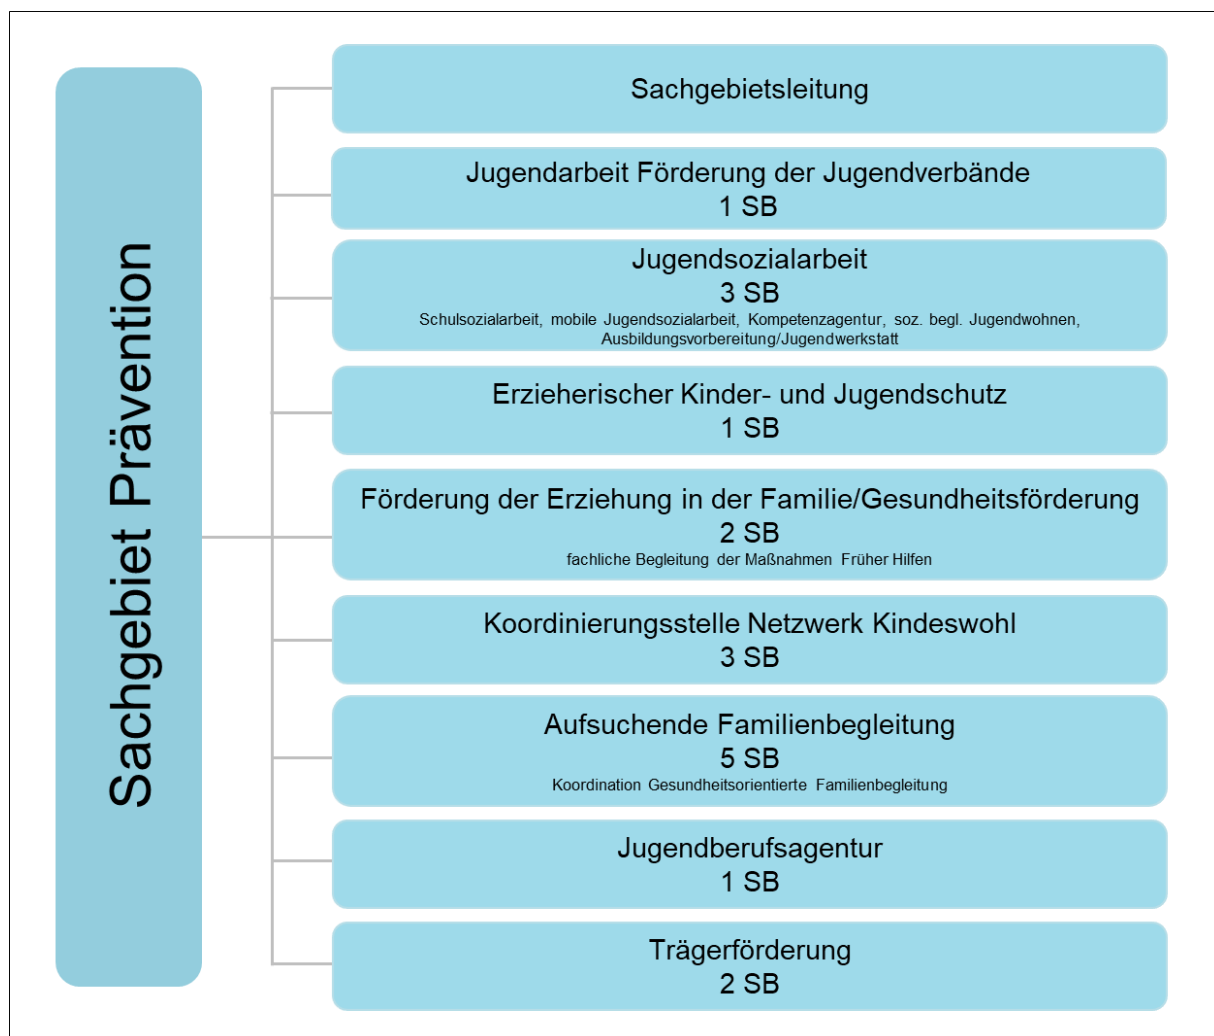 Sachgebiet Prävention
Sachgebietsleitung
Jugendarbeit Förderung der Jugendverbände
1 SB
Jugendsozialarbeit
3 SB
Schulsozialarbeit, mobile Jugendsozialarbeit, Kompetenzagentur, soz. begl. Jugendwohnen,
Ausbildungsvorbereitung/Jugendwerkstatt
Erzieherischer Kinder- und Jugendschutz
1 SB
Förderung der Erziehung in der Familie/Gesundheitsförderung
2 SB
fachliche Begleitung der Maßnahmen Früher Hilfen
Koordinierungsstelle Netzwerk Kindeswohl
3 SB
Aufsuchende Familienbegleitung
5 SB
Koordination Gesundheitsorientierte Familienbegleitung
Jugendberufsagentur
1 SB
Trägerförderung
2 SB